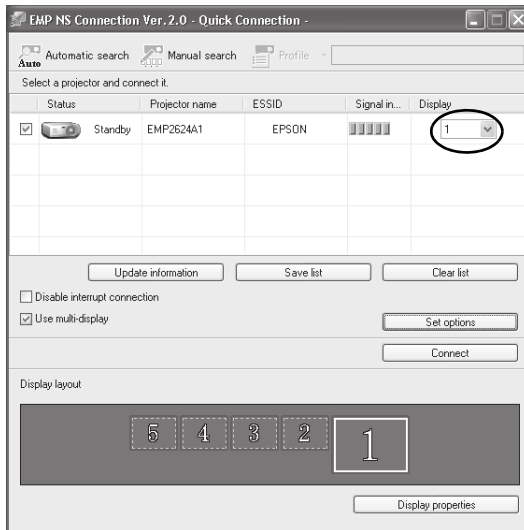 EMP NS Connection Ver.2.0 - Quick Connection -
Auto Automatic search Manual search Profile
Select a projector and connect it.
Status Projector name ESSID Signal in... Display
Standby EMP2624A1 EPSON 1
Update information Save list Clear list
Disable interrupt connection
Use multi-display
Set options
Connect
Display layout
5 4 3 2 1
Display properties